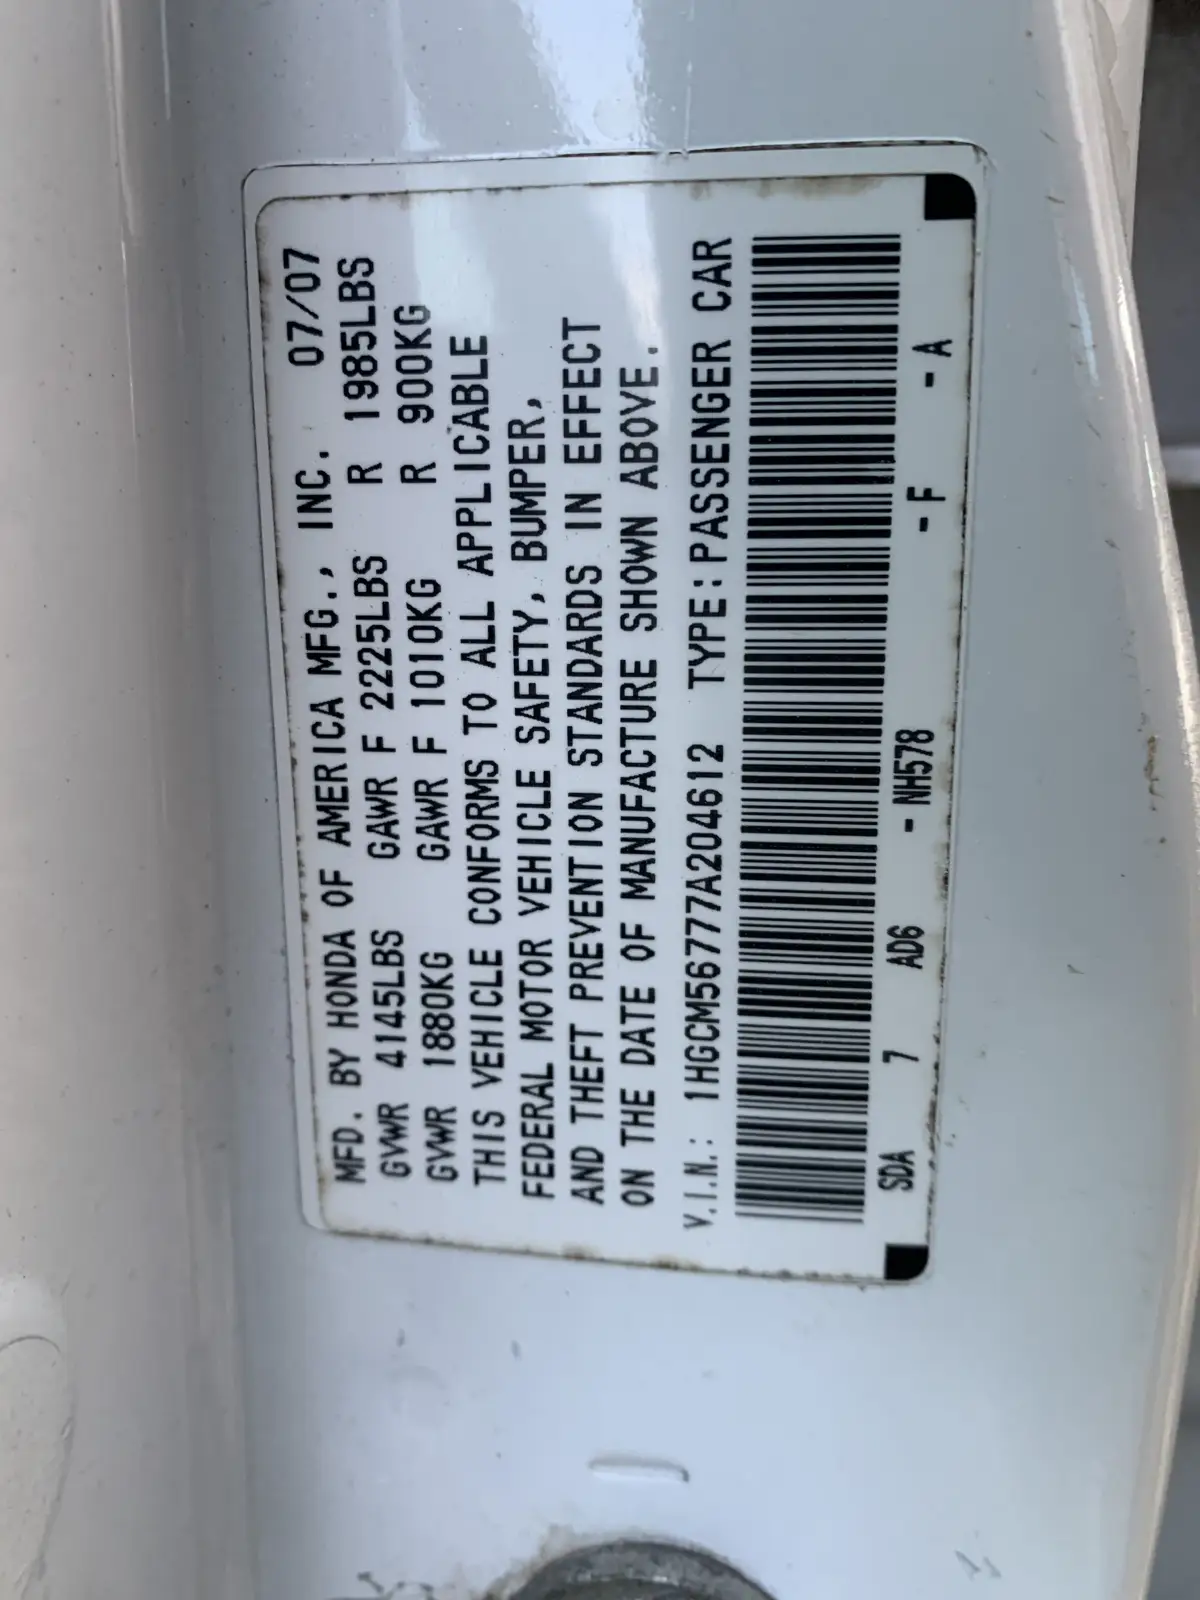 MFD. BY HONDA OF AMERICA MFG., INC. 07/07
GVWR 4145LBS GAWR F 2225LBS R 1985LBS
GVWR 1880KG GAWR F 1010KG R 900KG
THIS VEHICLE CONFORMS TO ALL APPLICABLE
FEDERAL MOTOR VEHICLE SAFETY, BUMPER,
AND THEFT PREVENTION STANDARDS IN EFFECT
ON THE DATE OF MANUFACTURE SHOWN ABOVE.
V.I.N.: 1HGCM56777A204612 TYPE:PASSENGER CAR
SDA 7 AD6 - NH578 - F - A